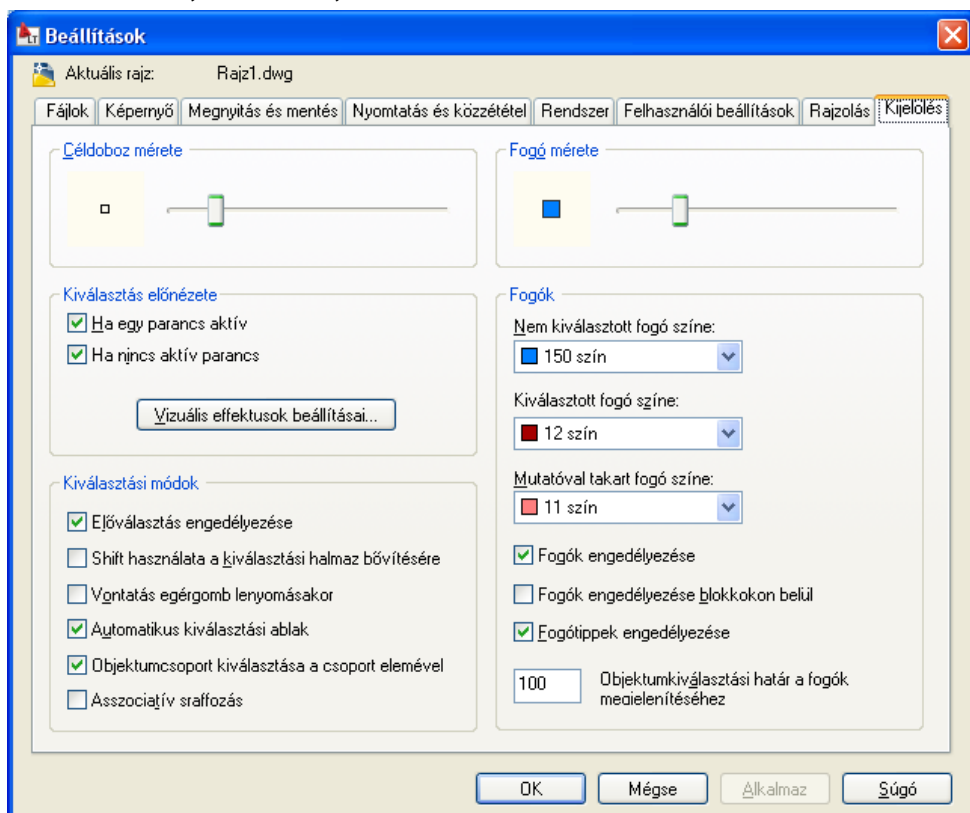 Beállítások
Aktuális rajz: Rajz1.dwg
Fájlok Képernyő Megnyitás és mentés Nyomtatás és közzététel Rendszer Felhasználói beállítások Rajzolás Kijelölés
Céldoboz mérete
Fogó mérete
Kiválasztás előnézete
Ha egy parancs aktív
Ha nincs aktív parancs
Vizuális effektusok beállításai...
Kiválasztási módok
Előválasztás engedélyezése
Shift használata a kiválasztási halmaz bővítésére
Vontatás egérgomb lenyomásakor
Automatikus kiválasztási ablak
Objektumcsoport kiválasztása a csoport elemével
Asszociatív sraffozás
Fogók
Nem kiválasztott fogó színe:
150 szín
Kiválasztott fogó színe:
12 szín
Mutatóval takart fogó színe:
11 szín
Fogók engedélyezése
Fogók engedélyezése blokkokon belül
Fogótippek engedélyezése
100 Objektumkiválasztási határ a fogók
megjelenítéséhez
OK Mégse Alkalmaz Súgó